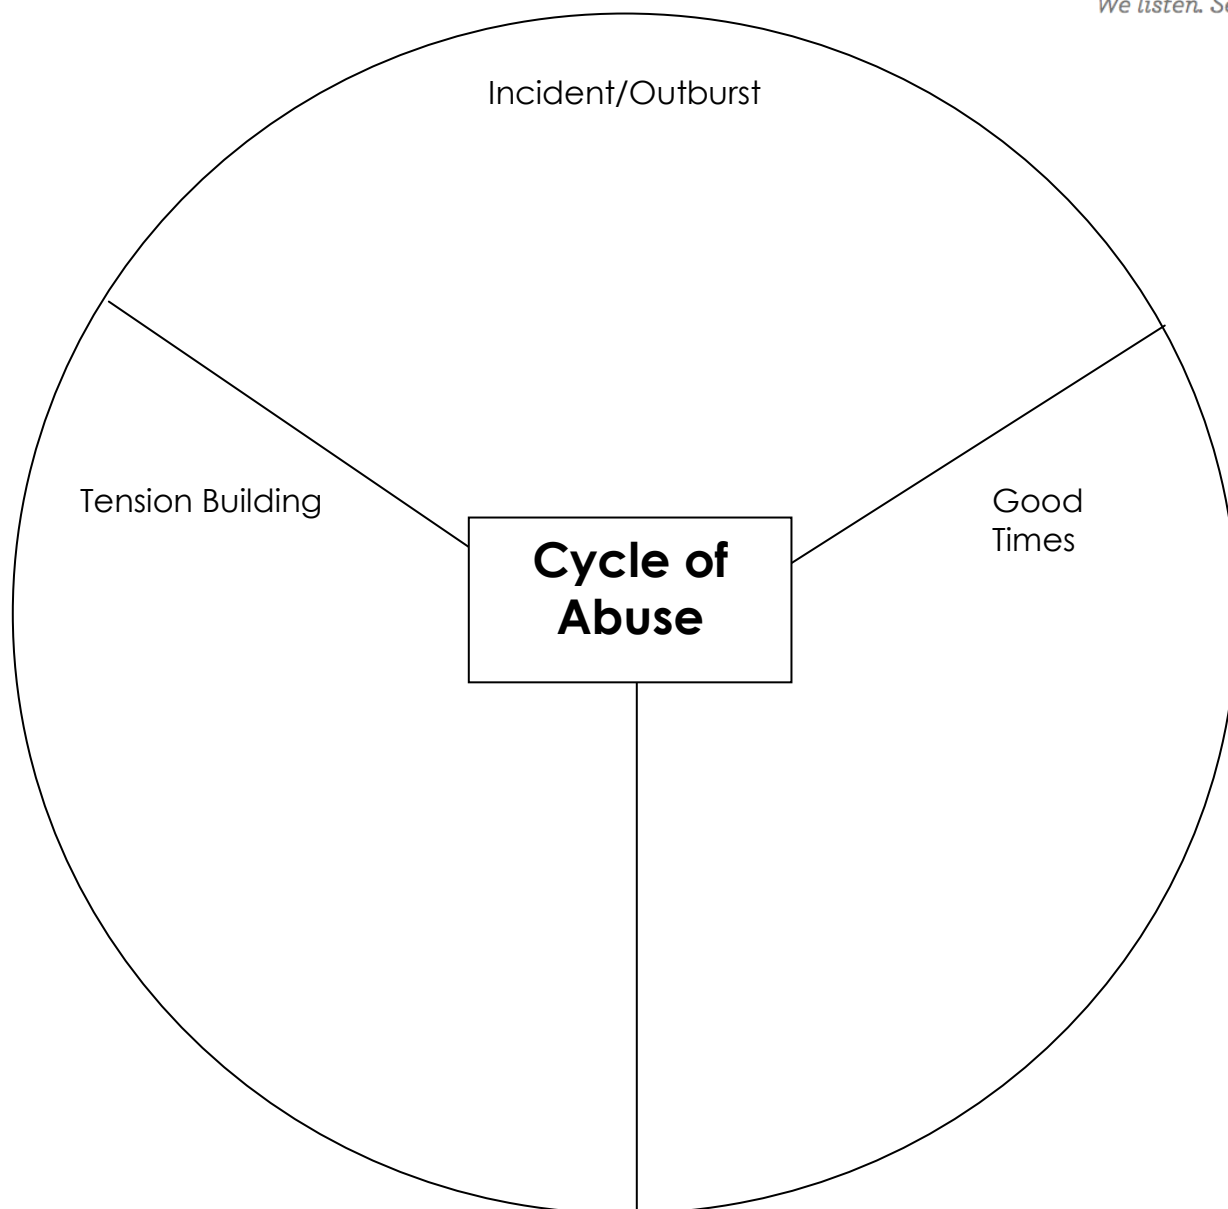 We listen.
Incident/Outburst
Tension Building
Good
Times
Cycle of
Abuse